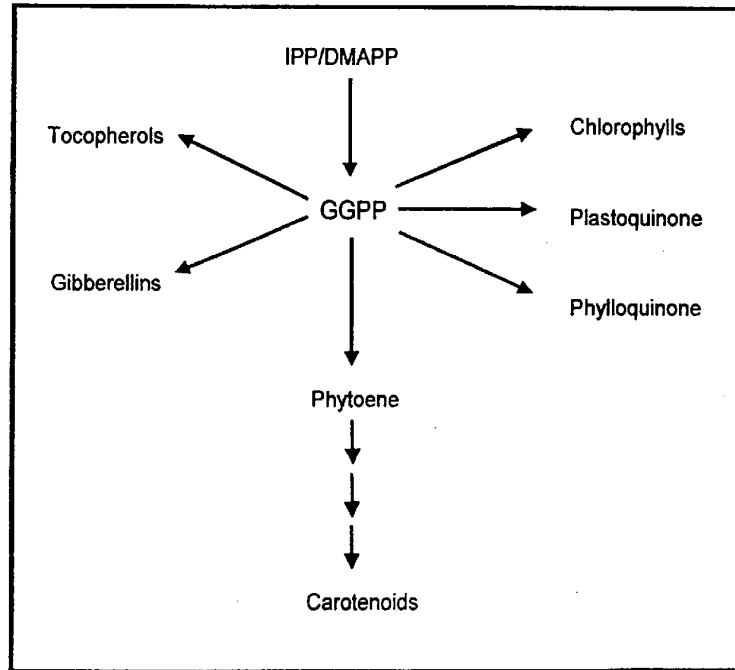 IPP/DMAPP
Tocopherols
Chlorophylls
GGPP
Plastoquinone
Gibberellins
Phylloquinone
Phytoene
Carotenoids